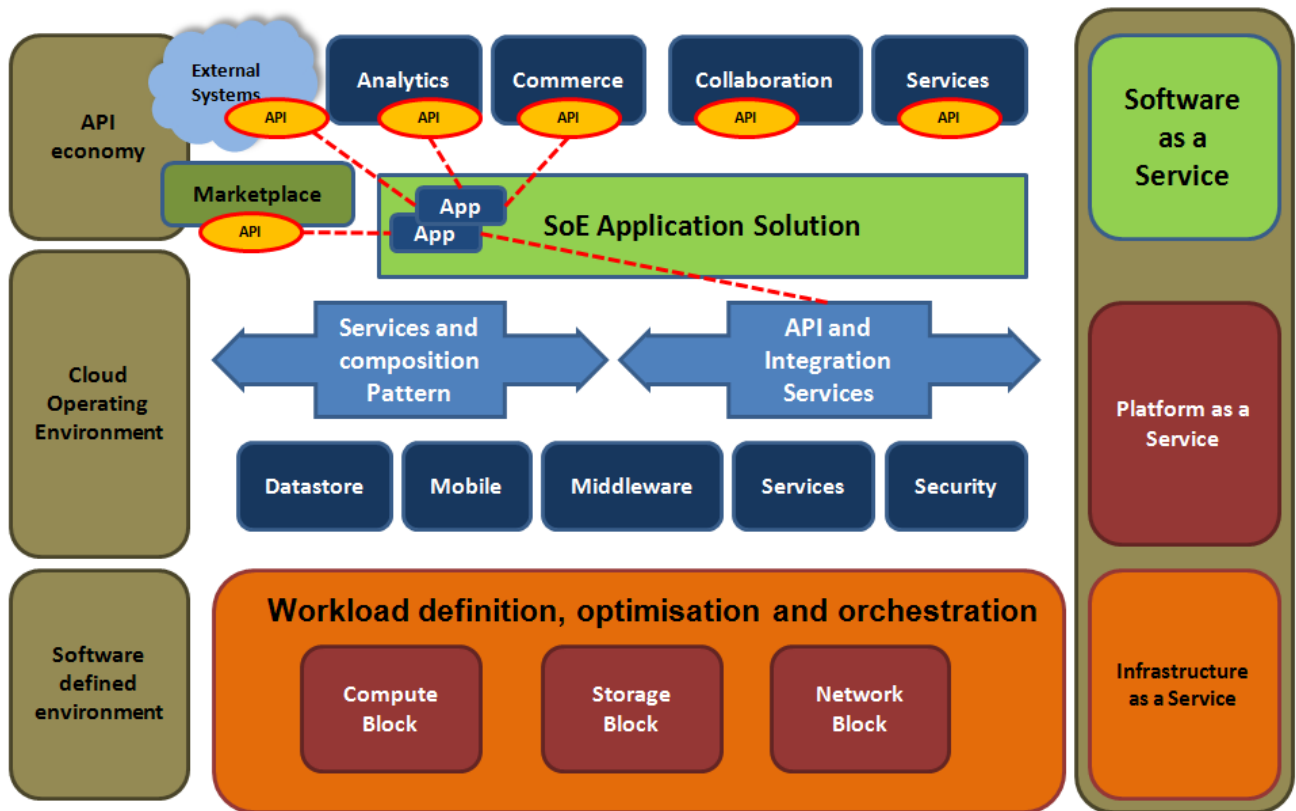 API
economy
External
Systems
API
Analytics
API
Commerce
API
Collaboration
API
Services
API
Marketplace
API
App
App
SoE Application Solution
Software
as a
Service
Cloud
Operating
Environment
Services and
composition
Pattern
API and
Integration
Services
Platform as a
Service
Datastore
Mobile
Middleware
Services
Security
Software
defined
environment
Workload definition, optimisation and orchestration
Compute
Block
Storage
Block
Network
Block
Infrastructure
as a Service